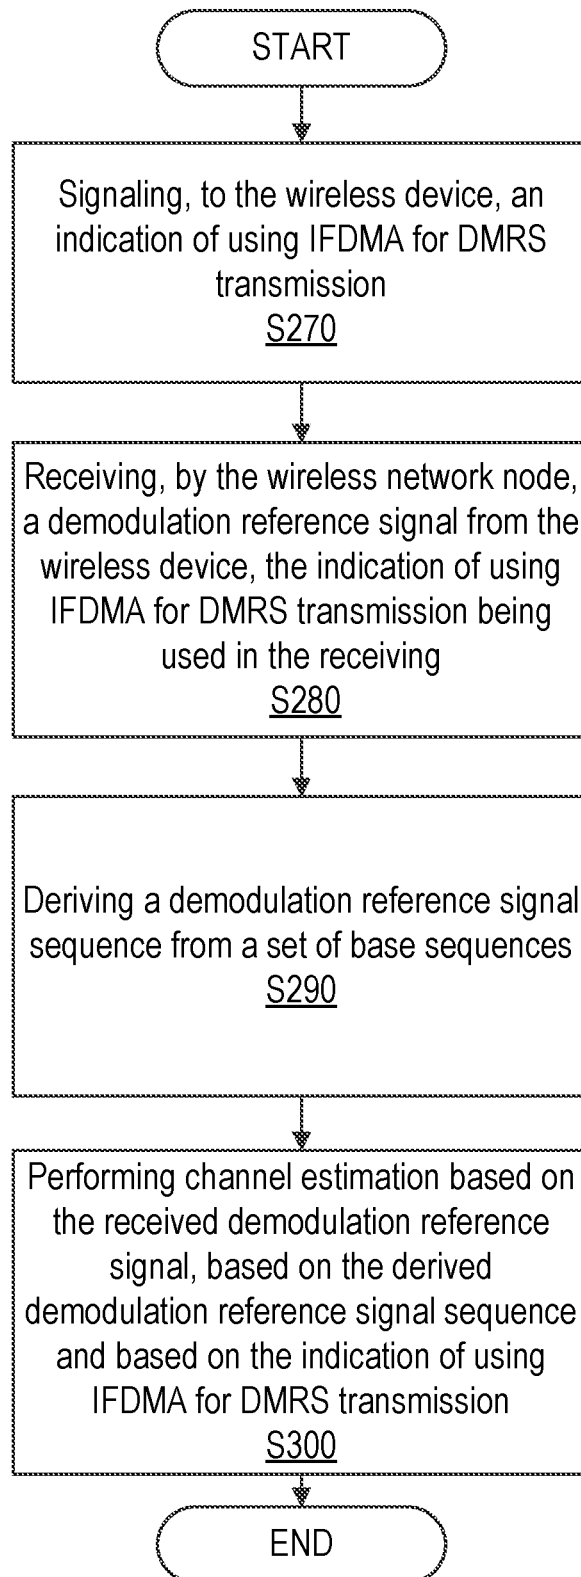 START
Signaling, to the wireless device, an
indication of using IFDMA for DMRS
transmission
S270
Receiving, by the wireless network node,
a demodulation reference signal from the
wireless device, the indication of using
IFDMA for DMRS transmission being
used in the receiving
S280
Deriving a demodulation reference signal
sequence from a set of base sequences
S290
Performing channel estimation based on
the received demodulation reference
signal, based on the derived
demodulation reference signal sequence
and based on the indication of using
IFDMA for DMRS transmission
S300
END